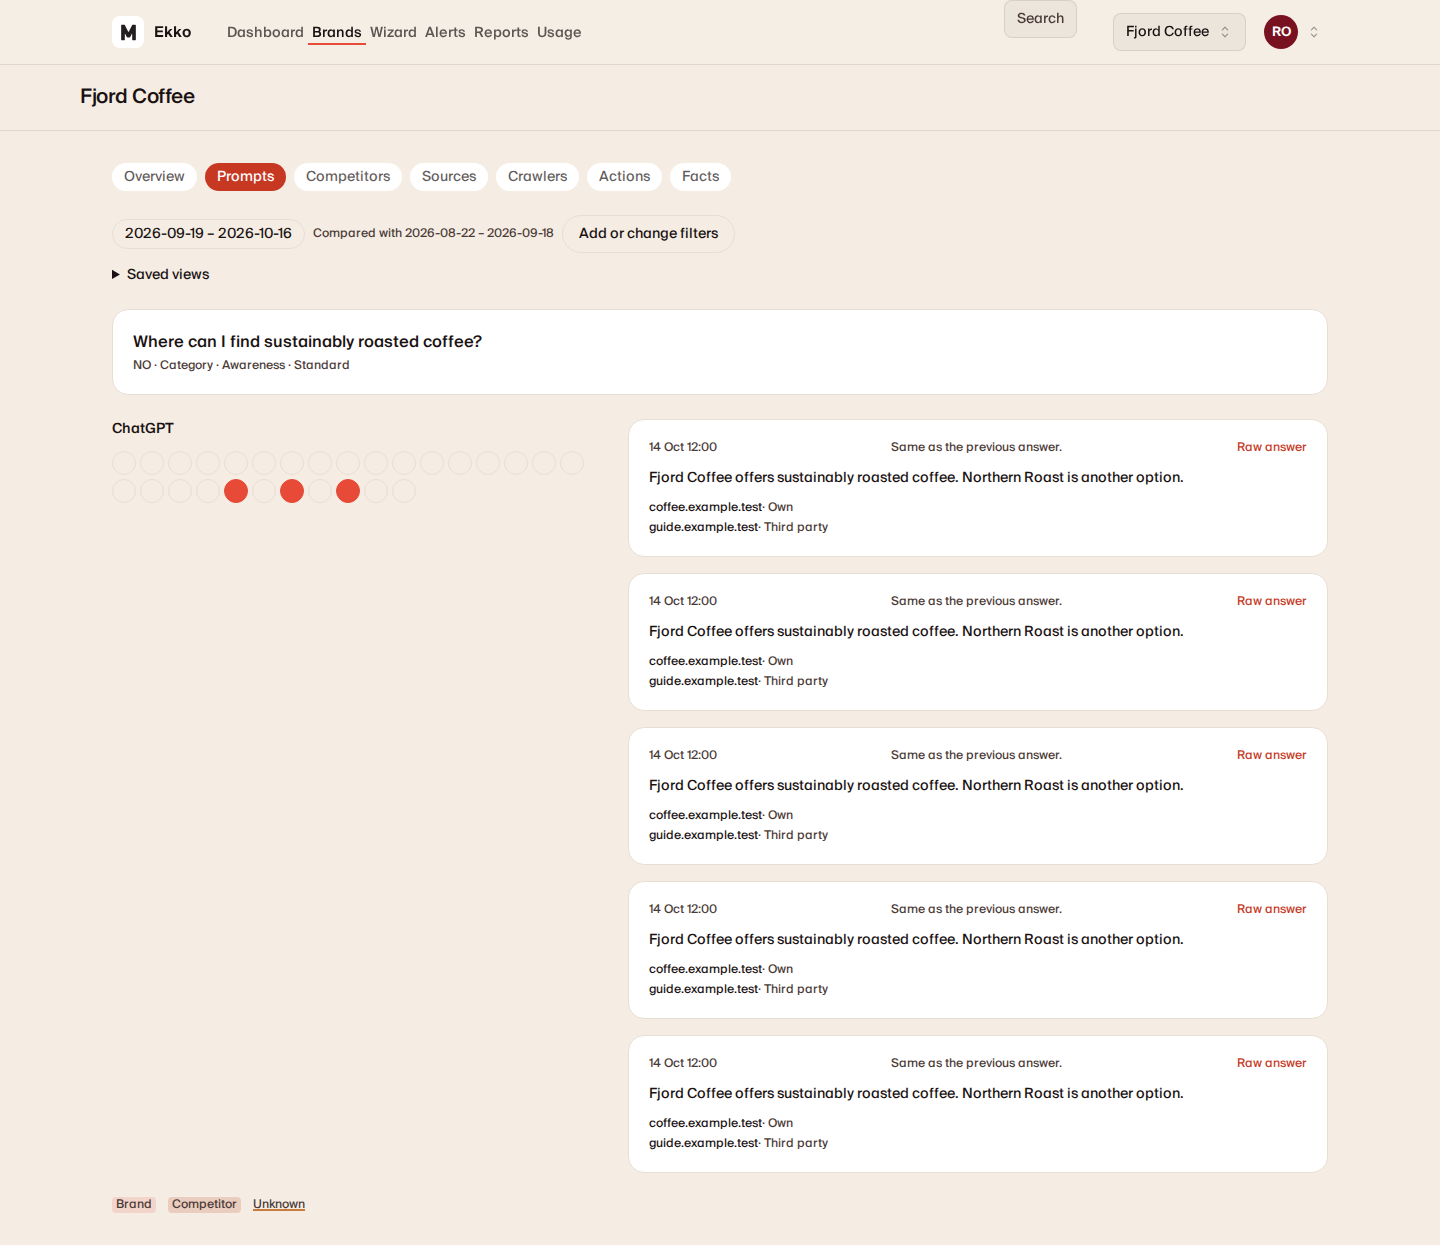 Ekko
Dashboard Brands Wizard Alerts Reports Usage
Search
Fjord Coffee
RO
Fjord Coffee
Overview Prompts Competitors Sources Crawlers Actions Facts
2026-09-19 – 2026-10-16 Compared with 2026-08-22 – 2026-09-18 Add or change filters
Saved views
Where can I find sustainably roasted coffee?
NO · Category · Awareness · Standard
ChatGPT
14 Oct 12:00 Same as the previous answer. Raw answer
Fjord Coffee offers sustainably roasted coffee. Northern Roast is another option.
coffee.example.test· Own
guide.example.test· Third party
14 Oct 12:00 Same as the previous answer. Raw answer
Fjord Coffee offers sustainably roasted coffee. Northern Roast is another option.
coffee.example.test· Own
guide.example.test· Third party
14 Oct 12:00 Same as the previous answer. Raw answer
Fjord Coffee offers sustainably roasted coffee. Northern Roast is another option.
coffee.example.test· Own
guide.example.test· Third party
14 Oct 12:00 Same as the previous answer. Raw answer
Fjord Coffee offers sustainably roasted coffee. Northern Roast is another option.
coffee.example.test· Own
guide.example.test· Third party
14 Oct 12:00 Same as the previous answer. Raw answer
Fjord Coffee offers sustainably roasted coffee. Northern Roast is another option.
coffee.example.test· Own
guide.example.test· Third party
Brand Competitor Unknown